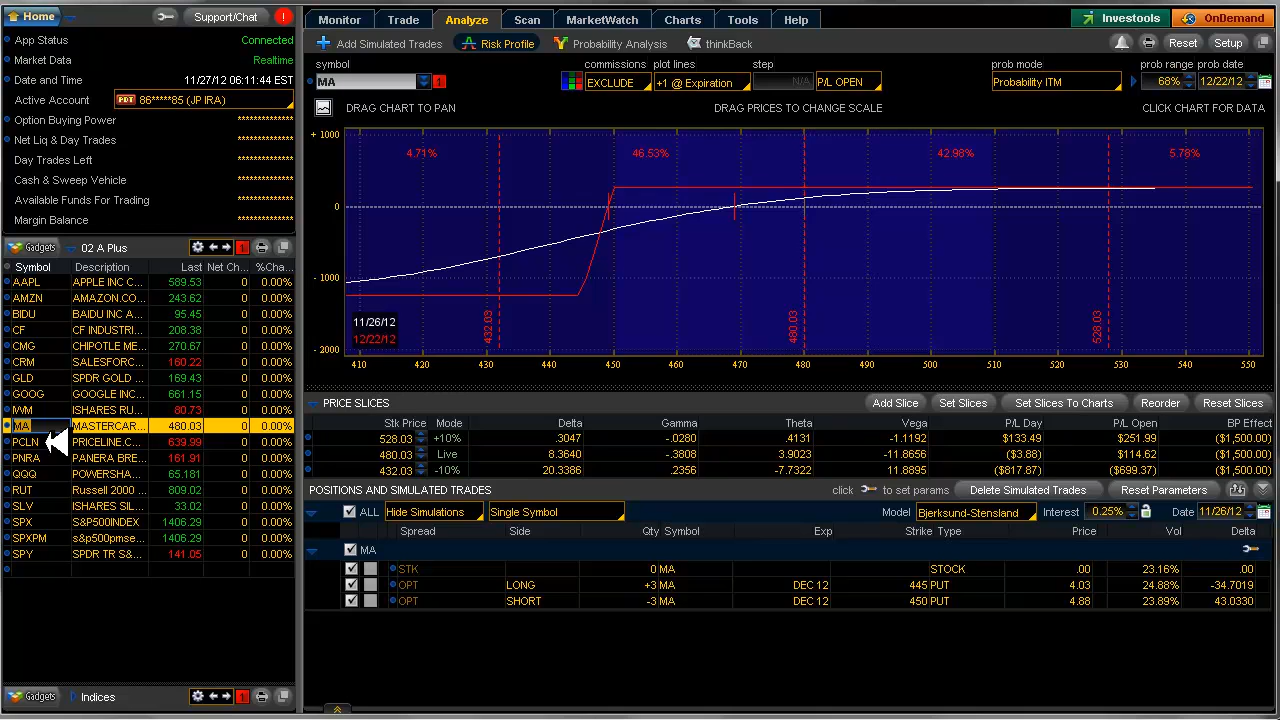 Home
Support/Chat !
Monitor Trade Analyze Scan MarketWatch Charts Tools Help
Investools OnDemand
App Status Connected
Market Data Realtime
Date and Time 11/27/12 06:11:44 EST
Active Account PDT 86*****85 (JP IRA)
Option Buying Power **************
Net Liq & Day Trades **************
Day Trades Left **************
Cash & Sweep Vehicle **************
Available Funds For Trading **************
Margin Balance **************
Gadgets 02 A Plus 1
Symbol Description Last Net Ch... %Cha...
AAPL APPLE INC C... 589.53 0 0.00%
AMZN AMAZON.CO... 243.62 0 0.00%
BIDU BAIDU INC A... 95.45 0 0.00%
CF CF INDUSTRI... 208.38 0 0.00%
CMG CHIPOTLE ME... 270.67 0 0.00%
CRM SALESFORC... 160.22 0 0.00%
GLD SPDR GOLD ... 169.43 0 0.00%
GOOG GOOGLE INC... 661.15 0 0.00%
IWM ISHARES RU... 80.73 0 0.00%
MA MASTERCAR... 480.03 0 0.00%
PCLN PRICELINE.C... 639.99 0 0.00%
PNRA PANERA BRE... 161.91 0 0.00%
QQQ POWERSHA... 65.181 0 0.00%
RUT Russell 2000 ... 809.02 0 0.00%
SLV ISHARES SIL... 33.02 0 0.00%
SPX S&P500INDEX 1406.29 0 0.00%
SPXPM s&p500pmse... 1406.29 0 0.00%
SPY SPDR TR S&... 141.05 0 0.00%
Gadgets Indices 1
Add Simulated Trades Risk Profile Probability Analysis thinkBack Reset Setup
symbol commissions plot lines step prob mode prob range prob date
MA 1 EXCLUDE +1 @ Expiration N/A P/L OPEN Probability ITM 68% 12/22/12
DRAG CHART TO PAN DRAG PRICES TO CHANGE SCALE CLICK CHART FOR DATA
+ 1000
0
- 1000
- 2000
4.71% 46.53% 42.98% 5.78%
432.03 480.03 528.03
11/26/12
12/22/12
410 420 430 440 450 460 470 480 490 500 510 520 530 540 550
PRICE SLICES Add Slice Set Slices Set Slices To Charts Reorder Reset Slices
Stk Price Mode Delta Gamma Theta Vega P/L Day P/L Open BP Effect
528.03 +10% .3047 -.0280 .4131 -1.1192 $133.49 $251.99 ($1,500.00)
480.03 Live 8.3640 -.3808 3.9023 -11.8656 ($3.88) $114.62 ($1,500.00)
432.03 -10% 20.3386 .2356 -7.7322 11.8895 ($817.87) ($699.37) ($1,500.00)
POSITIONS AND SIMULATED TRADES click to set params Delete Simulated Trades Reset Parameters
ALL Hide Simulations Single Symbol Model Bjerksund-Stensland Interest 0.25% Date 11/26/12
Spread Side Qty Symbol Exp Strike Type Price Vol Delta
MA
STK 0 MA STOCK .00 23.16% .00
OPT LONG +3 MA DEC 12 445 PUT 4.03 24.88% -34.7019
OPT SHORT -3 MA DEC 12 450 PUT 4.88 23.89% 43.0330